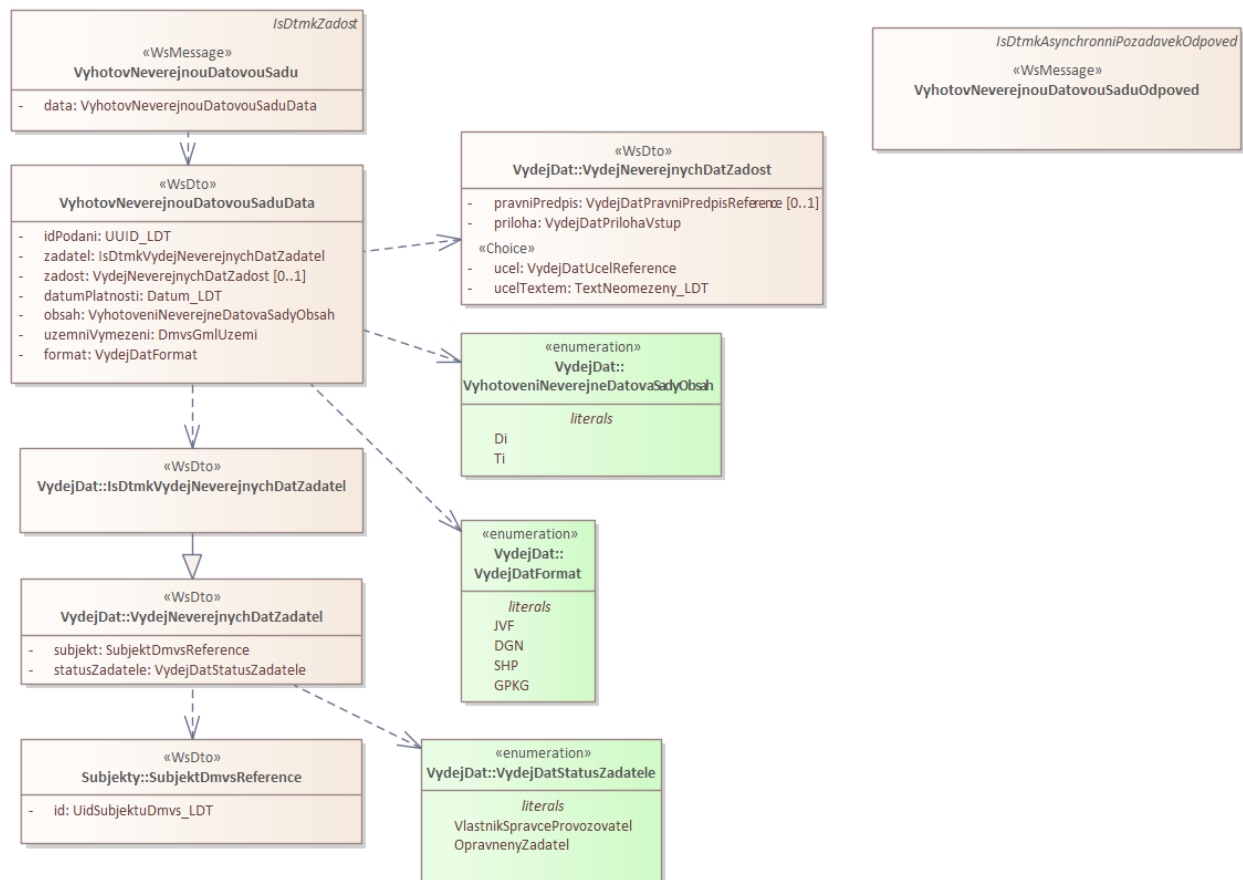 IsDtmkZadost
«WsMessage»
VyhotovNeverejnouDatovouSadu
- data: VyhotovNeverejnouDatovouSaduData
IsDtmkAsynchronniPozadavekOdpoved
«WsMessage»
VyhotovNeverejnouDatovouSaduOdpoved
«WsDto»
VyhotovNeverejnouDatovouSaduData
- idPodani: UUID_LDT
- zadatel: IsDtmkVydejNeverejnychDatZadatel
- zadost: VydejNeverejnychDatZadost [0..1]
- datumPlatnosti: Datum_LDT
- obsah: VyhotoveniNeverejneDatovaSadyObsah
- uzemniVymezeni: DmvsGmlUzemi
- format: VydejDatFormat
«WsDto»
VydejDat::VydejNeverejnychDatZadost
- pravniPredpis: VydejDatPravniPredpisReference [0..1]
- priloha: VydejDatPrilohaVstup
«Choice»
- ucel: VydejDatUcelReference
- ucelTextem: TextNeomezeny_LDT
«enumeration»
VydejDat::
VyhotoveniNeverejneDatovaSadyObsah
literals
Di
Ti
«WsDto»
VydejDat::IsDtmkVydejNeverejnychDatZadatel
«enumeration»
VydejDat::
VydejDatFormat
literals
JVF
DGN
SHP
GPKG
«WsDto»
VydejDat::VydejNeverejnychDatZadatel
- subjekt: SubjektDmvsReference
- statusZadatele: VydejDatStatusZadatele
«WsDto»
Subjekty::SubjektDmvsReference
- id: UidSubjektuDmvs_LDT
«enumeration»
VydejDat::VydejDatStatusZadatele
literals
VlastnikSpravceProvozovatel
OpravnenyZadatel